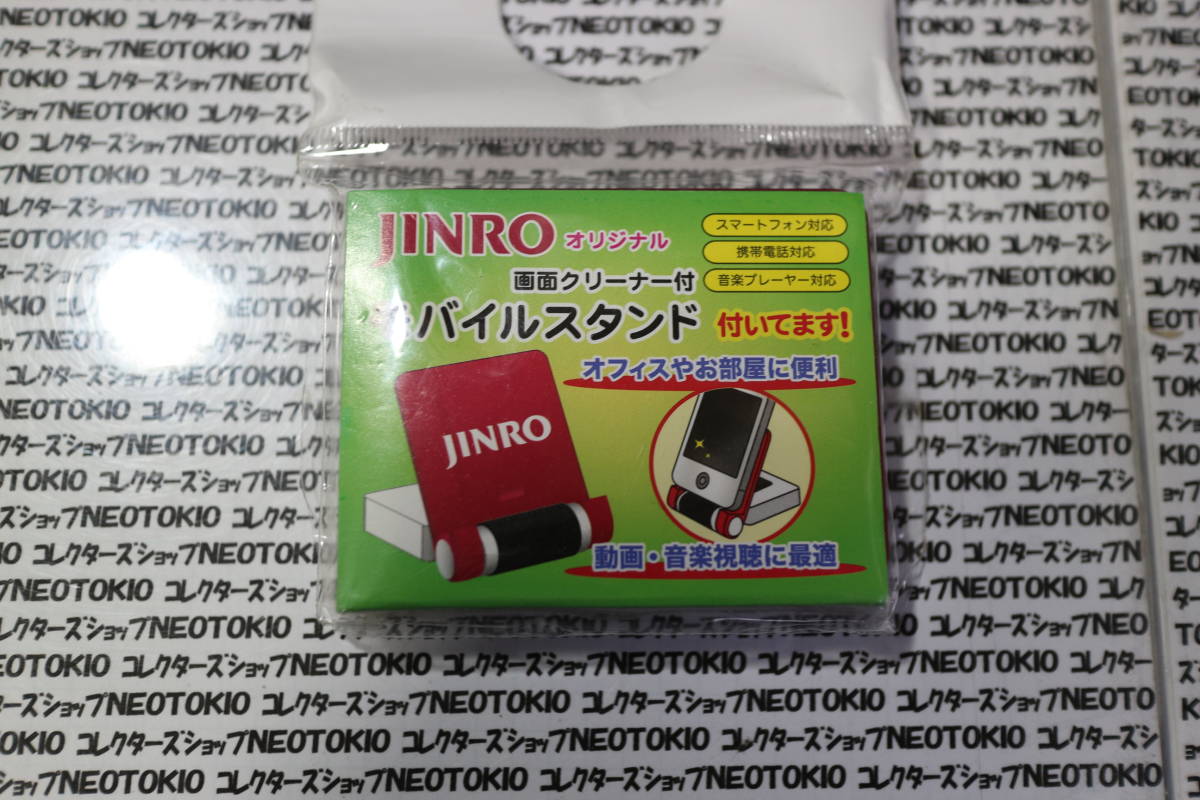 JINRO オリジナル
スマートフォン対応
携帯電話対応
音楽プレーヤー対応
画面クリーナー付
モバイルスタンド 付いてます!
オフィスやお部屋に便利
JINRO
動画・音楽視聴に最適
コレクターズショップNEOTOKIO